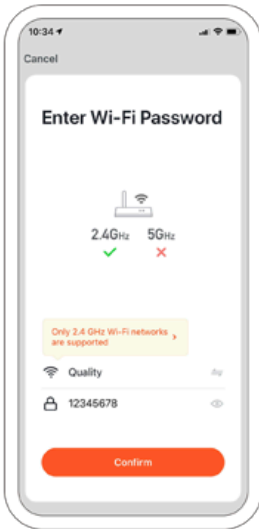 10:34
Cancel
Enter Wi-Fi Password
2.4GHz 5GHz
Only 2.4 GHz Wi-Fi networks
are supported
Quality
12345678
Confirm